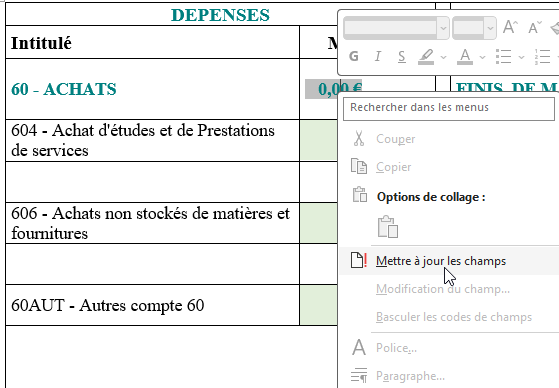 DEPENSES
Intitulé
M
60 - ACHATS
0,00 €
FINIS, DE M
604 - Achat d'études et de Prestations
de services
606 - Achats non stockés de matières et
fournitures
60AUT - Autres compte 60
A A
G I S A
Rechercher dans les menus
Couper
Copier
Options de collage :
Mettre à jour les champs
Modification du champ...
Basculer les codes de champs
A Police...
Paragraphe...